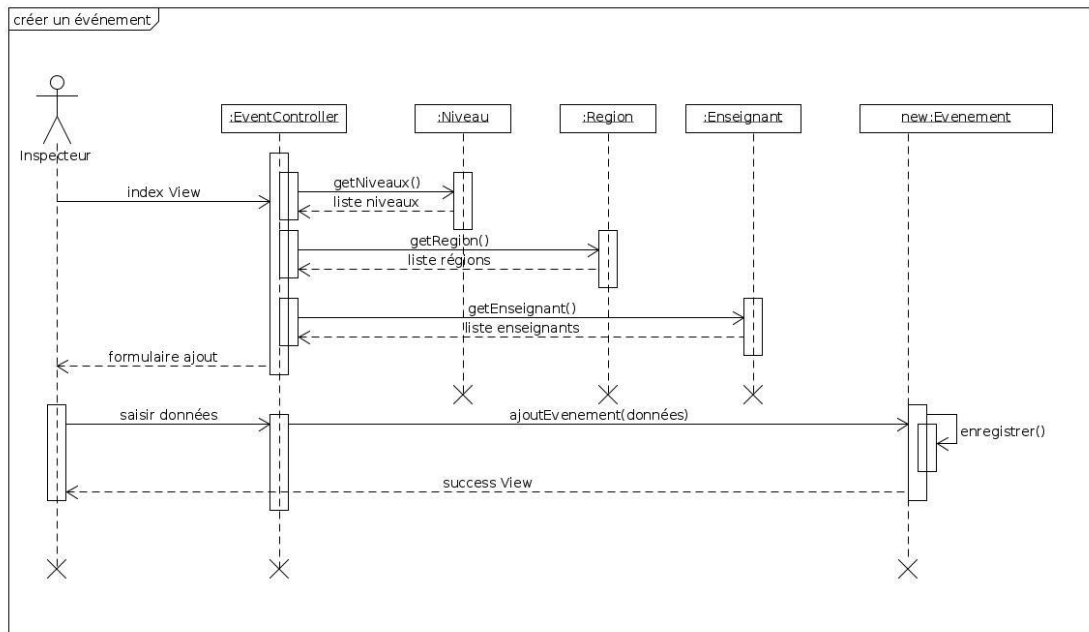 créer un événement
:EventController
:Niveau
:Region
:Enseignant
new:Evenement
Inspecteur
getNiveaux()
index View
liste niveaux
getRegion()
liste régions
getEnseignant()
liste enseignants
formulaire ajout
saisir données
ajoutEvenement(données)
enregistrer()
success View